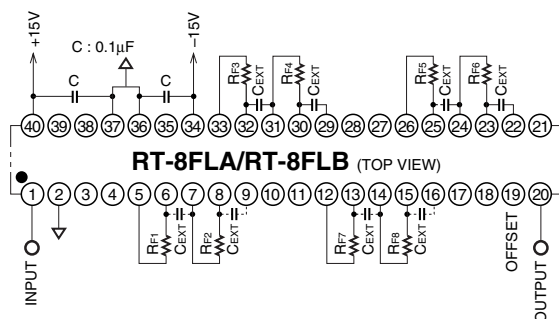 +15V
C : 0.1µF
−15V
C
C
RF3
CEXT
RF4
CEXT
RF5
CEXT
RF6
CEXT
40 39 38 37 36 35 34 33 32 31 30 29 28 27 26 25 24 23 22 21
RT-8FLA/RT-8FLB (TOP VIEW)
1 2 3 4 5 6 7 8 9 10 11 12 13 14 15 16 17 18 19 20
INPUT
RF1
CEXT
RF2
CEXT
RF7
CEXT
RF8
CEXT
OFFSET
OUTPUT